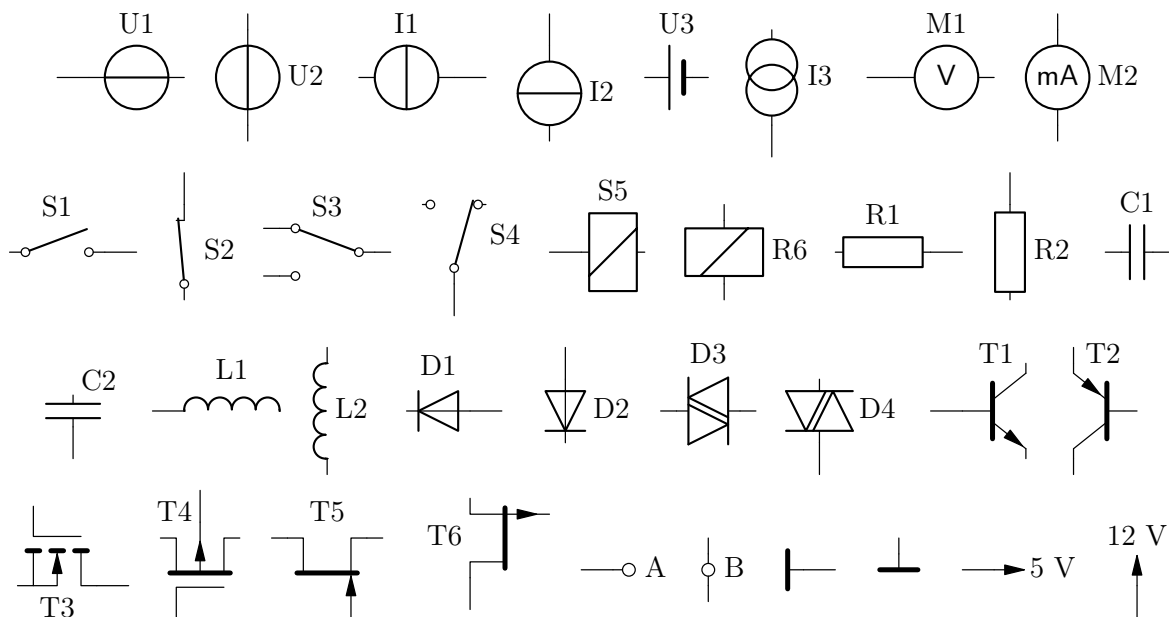 U1
U2
I1
I2
U3
I3
V
M1
mA
M2
S1
S2
S3
S4
S5
R6
R1
R2
C1
C2
L1
L2
D1
D2
D3
D4
T1
T2
T3
T4
T5
T6
A
B
5 V
12 V